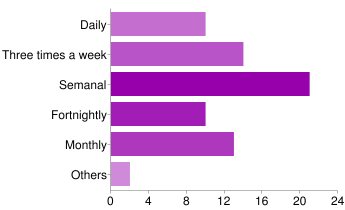 Daily
Three times a week
Semanal
Fortnightly
Monthly
Others
0 4 8 12 16 20 24